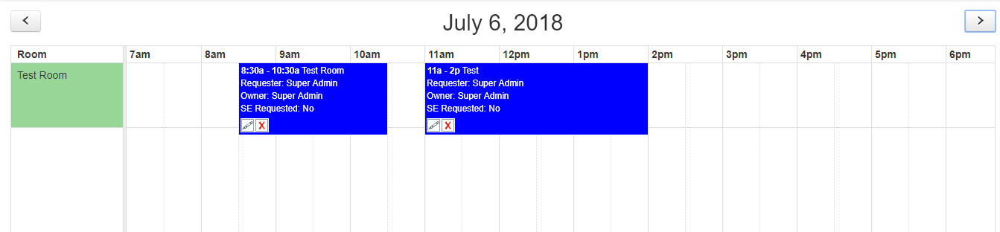 July 6, 2018
Room 7am 8am 9am 10am 11am 12pm 1pm 2pm 3pm 4pm 5pm 6pm
Test Room
8:30a - 10:30a Test Room
Requester: Super Admin
Owner: Super Admin
SE Requested: No
11a - 2p Test
Requester: Super Admin
Owner: Super Admin
SE Requested: No